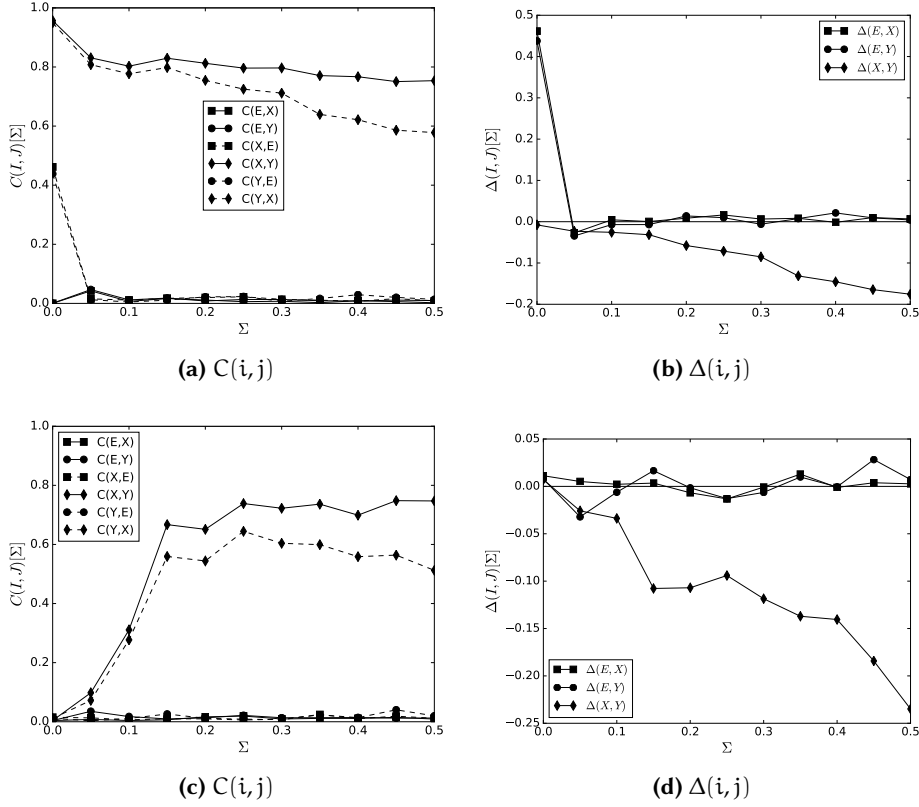 1.0
0.8
0.6
0.4
0.2
0.0
C(I, J)[Σ]
C(E,X)
C(E,Y)
C(X,E)
C(X,Y)
C(Y,E)
C(Y,X)
0.0 0.1 0.2 0.3 0.4 0.5
Σ
(a) C(i, j)
0.5
0.4
0.3
0.2
0.1
0.0
−0.1
−0.2
Δ(I, J)[Σ]
Δ(E, X)
Δ(E, Y)
Δ(X, Y)
0.0 0.1 0.2 0.3 0.4 0.5
Σ
(b) Δ(i, j)
1.0
0.8
0.6
0.4
0.2
0.0
C(I, J)[Σ]
C(E,X)
C(E,Y)
C(X,E)
C(X,Y)
C(Y,E)
C(Y,X)
0.0 0.1 0.2 0.3 0.4 0.5
Σ
(c) C(i, j)
0.05
0.00
−0.05
−0.10
−0.15
−0.20
−0.25
Δ(I, J)[Σ]
Δ(E, X)
Δ(E, Y)
Δ(X, Y)
0.0 0.1 0.2 0.3 0.4 0.5
Σ
(d) Δ(i, j)